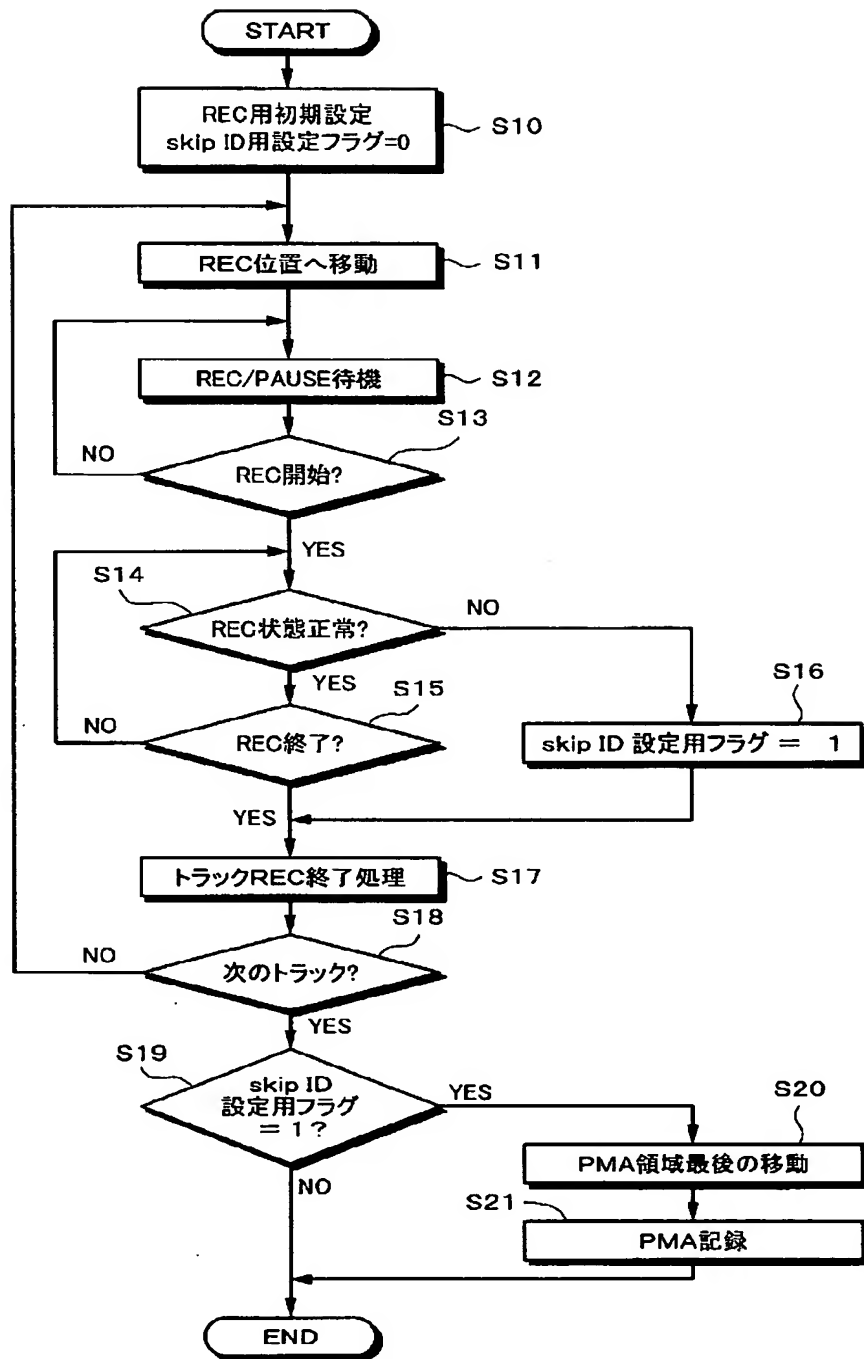 START
REC用初期設定
skip ID用設定フラグ=0
S10
REC位置へ移動
S11
REC/PAUSE待機
S12
S13
NO
REC開始?
YES
S14
NO
REC状態正常?
YES
S15
S16
NO
REC終了?
skip ID 設定用フラグ = 1
YES
トラックREC終了処理
S17
S18
NO
次のトラック?
YES
S19
skip ID
設定用フラグ
= 1?
YES
S20
PMA領域最後の移動
NO
S21
PMA記録
END